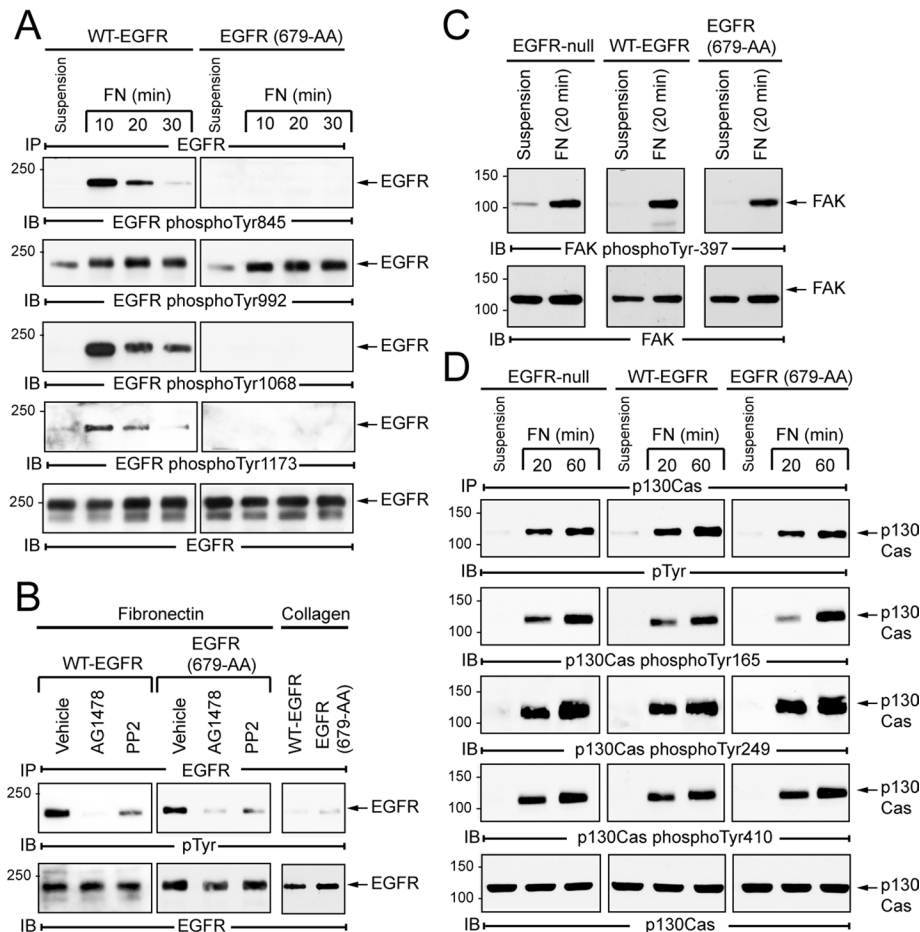 A
WT-EGFR EGFR (679-AA)
Suspension FN (min) Suspension FN (min)
10 20 30 10 20 30
IP EGFR
250 EGFR
IB EGFR phosphoTyr845
250 EGFR
IB EGFR phosphoTyr992
250 EGFR
IB EGFR phosphoTyr1068
EGFR
IB EGFR phosphoTyr1173
250 EGFR
IB EGFR
B
Fibronectin Collagen
WT-EGFR EGFR (679-AA)
Vehicle AG1478 PP2 Vehicle AG1478 PP2 WT-EGFR EGFR (679-AA)
IP EGFR
250 EGFR
IB pTyr
250 EGFR
IB EGFR
C
EGFR-null WT-EGFR EGFR (679-AA)
Suspension FN (20 min) Suspension FN (20 min) Suspension FN (20 min)
150
100 FAK
IB FAK phosphoTyr-397
150 FAK
100
IB FAK
D
EGFR-null WT-EGFR EGFR (679-AA)
Suspension FN (min) Suspension FN (min) Suspension FN (min)
20 60 20 60 20 60
IP p130Cas
150 p130
100 Cas
IB pTyr
150 p130
100 Cas
IB p130Cas phosphoTyr165
150 p130
100 Cas
IB p130Cas phosphoTyr249
150 p130
100 Cas
IB p130Cas phosphoTyr410
150 p130
100 Cas
IB p130Cas